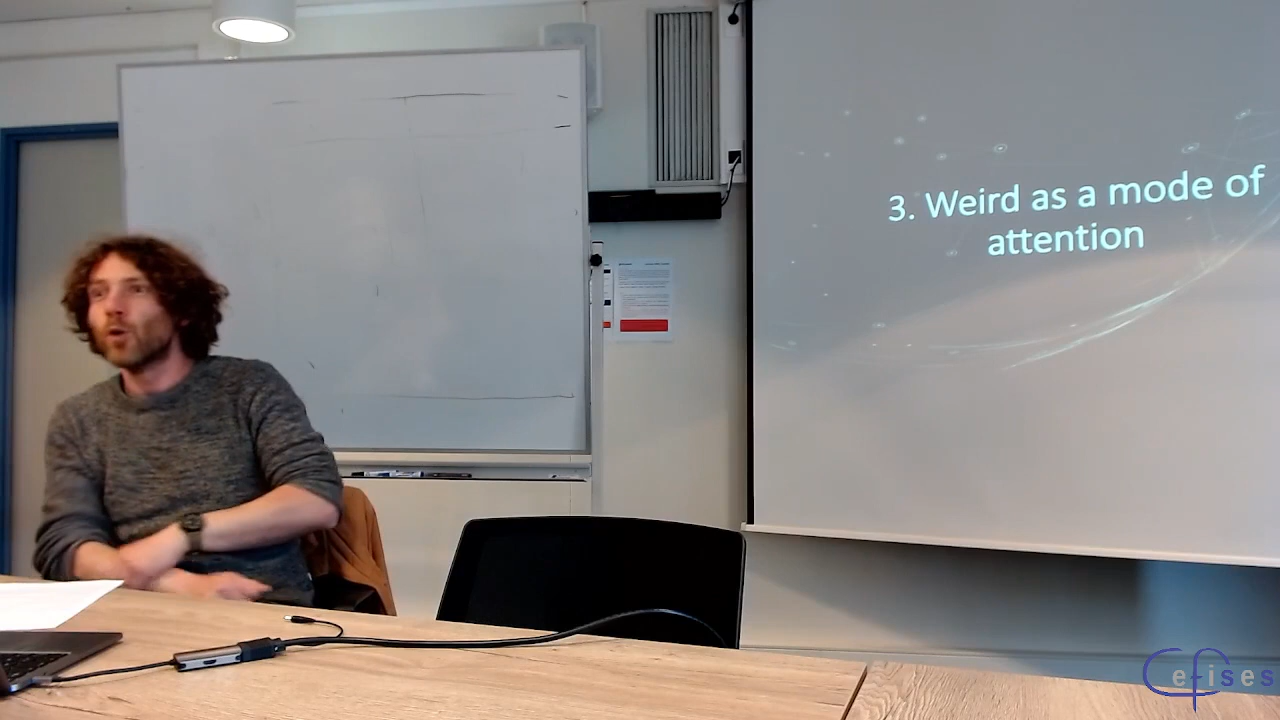 3. Weird as a mode of
attention
Cefises